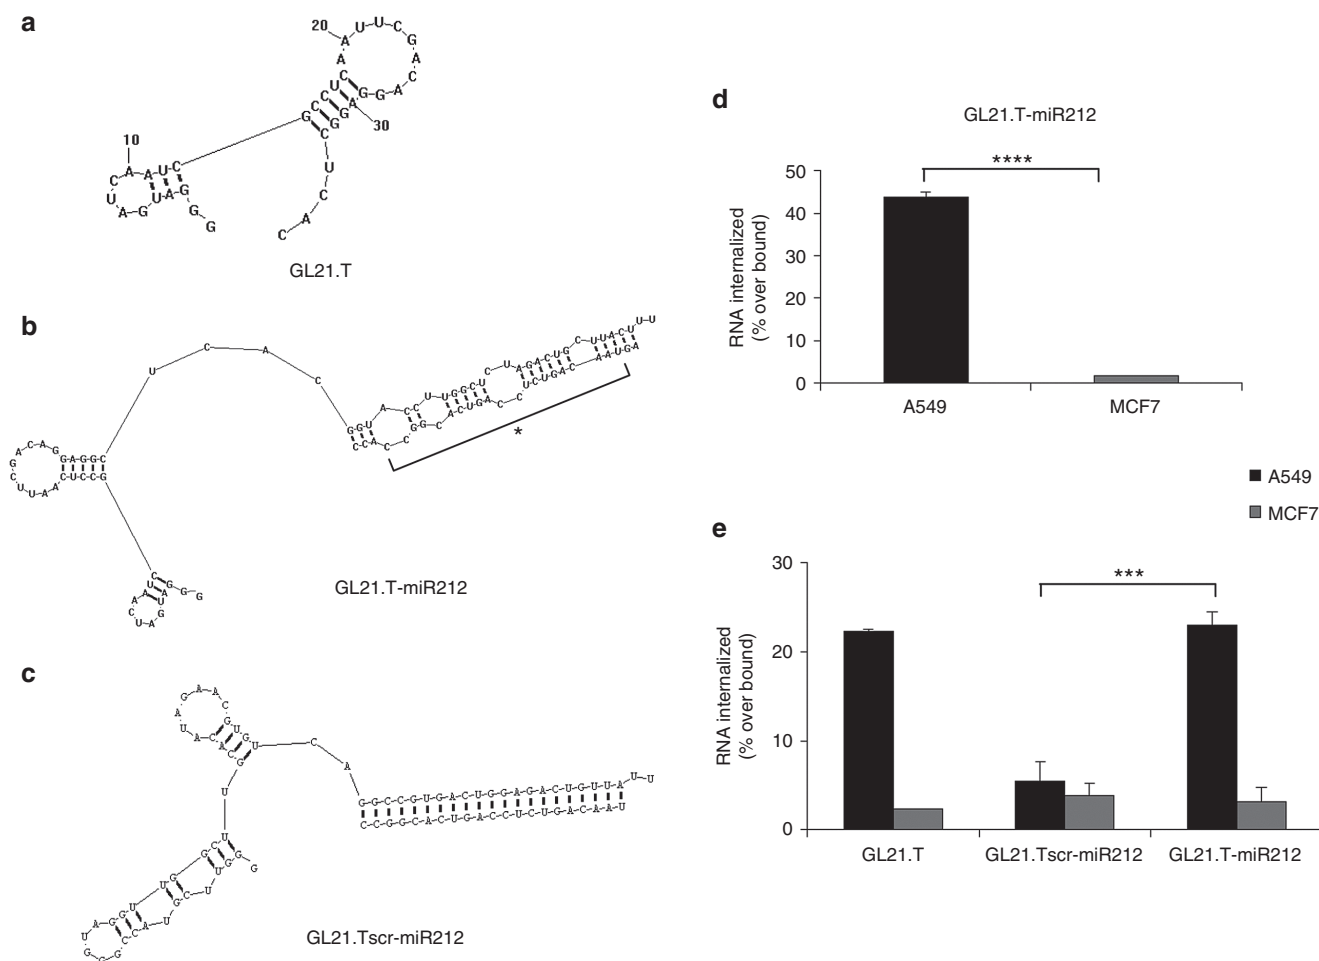 a
20
30
10
GL21.T
b
*
GL21.T-miR212
c
GL21.Tscr-miR212
d
GL21.T-miR212
****
RNA internalized
(% over bound)
50
40
30
20
10
0
A549
MCF7
A549
MCF7
e
***
RNA internalized
(% over bound)
30
20
10
0
GL21.T
GL21.Tscr-miR212
GL21.T-miR212